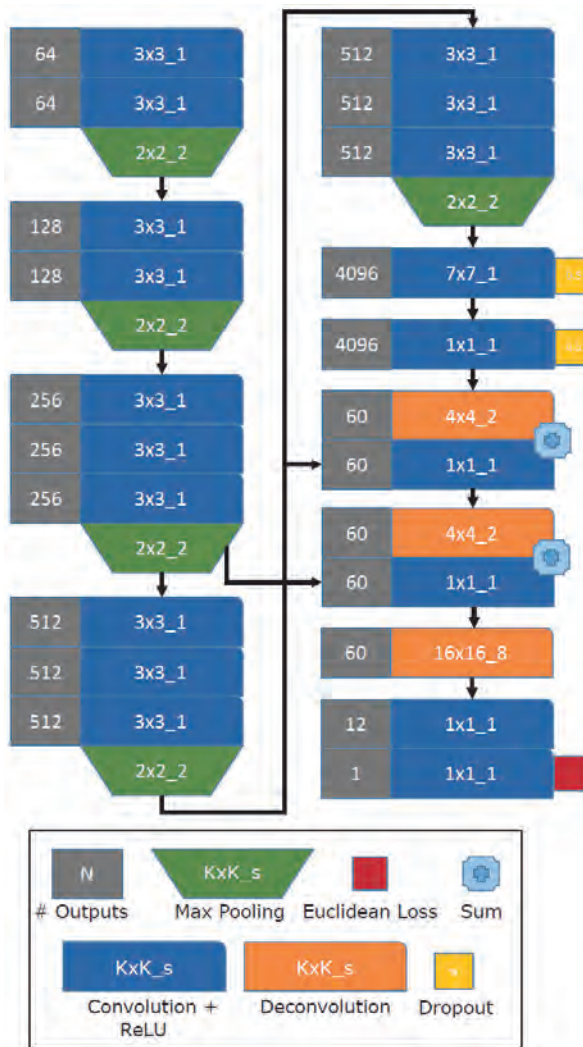 64 3x3_1
64 3x3_1
2x2_2
128 3x3_1
128 3x3_1
2x2_2
256 3x3_1
256 3x3_1
256 3x3_1
2x2_2
512 3x3_1
512 3x3_1
512 3x3_1
2x2_2
512 3x3_1
512 3x3_1
512 3x3_1
2x2_2
4096 7x7_1
4096 1x1_1
60 4x4_2
60 1x1_1
60 4x4_2
60 1x1_1
60 16x16_8
12 1x1_1
1 1x1_1
N KxK_s
# Outputs Max Pooling Euclidean Loss Sum
KxK_s KxK_s
Convolution + Deconvolution Dropout
ReLU